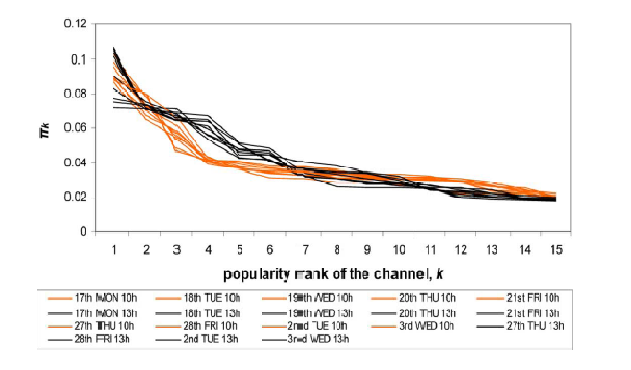 0.12
0.1
0.08
0.06
0.04
0.02
0
πk
1 2 3 4 5 6 7 8 9 10 11 12 13 14 15
popularity rank of the channel, k
17th MON 10h 18th TUE 10h 19th WED 10h 20th THU 10h 21st FRI 10h
17th MON 13h 18th TUE 13h 19th WED 13h 20th THU 13h 21st FRI 13h
27th THU 10h 28th FRI 10h 2nd TUE 10h 3rd WED 10h 27th THU 13h
28th FRI 13h 2nd TUE 13h 3rd WED 13h